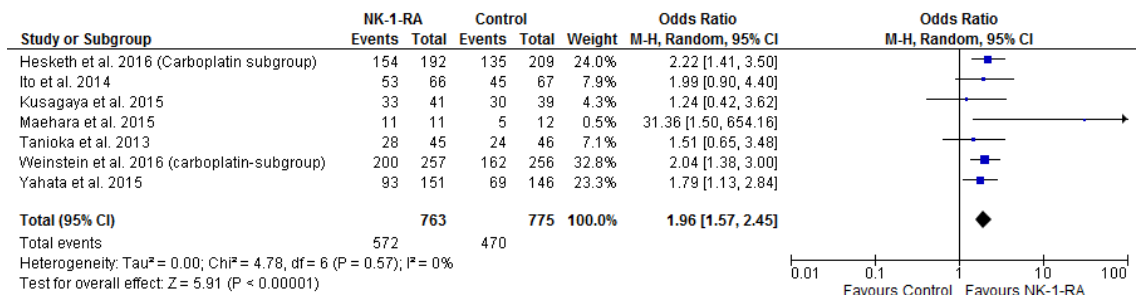 NK-1-RA Control Odds Ratio Odds Ratio
Study or Subgroup Events Total Events Total Weight M-H, Random, 95% CI M-H, Random, 95% CI
Hesketh et al. 2016 (Carboplatin subgroup) 154 192 135 209 24.0% 2.22 [1.41, 3.50]
Ito et al. 2014 53 66 45 67 7.9% 1.99 [0.90, 4.40]
Kusagaya et al. 2015 33 41 30 39 4.3% 1.24 [0.42, 3.62]
Maehara et al. 2015 11 11 5 12 0.5% 31.36 [1.50, 654.16]
Tanioka et al. 2013 28 45 24 46 7.1% 1.51 [0.65, 3.48]
Weinstein et al. 2016 (carboplatin-subgroup) 200 257 162 256 32.8% 2.04 [1.38, 3.00]
Yahata et al. 2015 93 151 69 146 23.3% 1.79 [1.13, 2.84]
Total (95% CI) 763 775 100.0% 1.96 [1.57, 2.45]
Total events 572 470
Heterogeneity: Tau² = 0.00; Chi² = 4.78, df = 6 (P = 0.57); I² = 0%
Test for overall effect: Z = 5.91 (P < 0.00001)
0.01 0.1 1 10 100
Favours Control Favours NK-1-RA